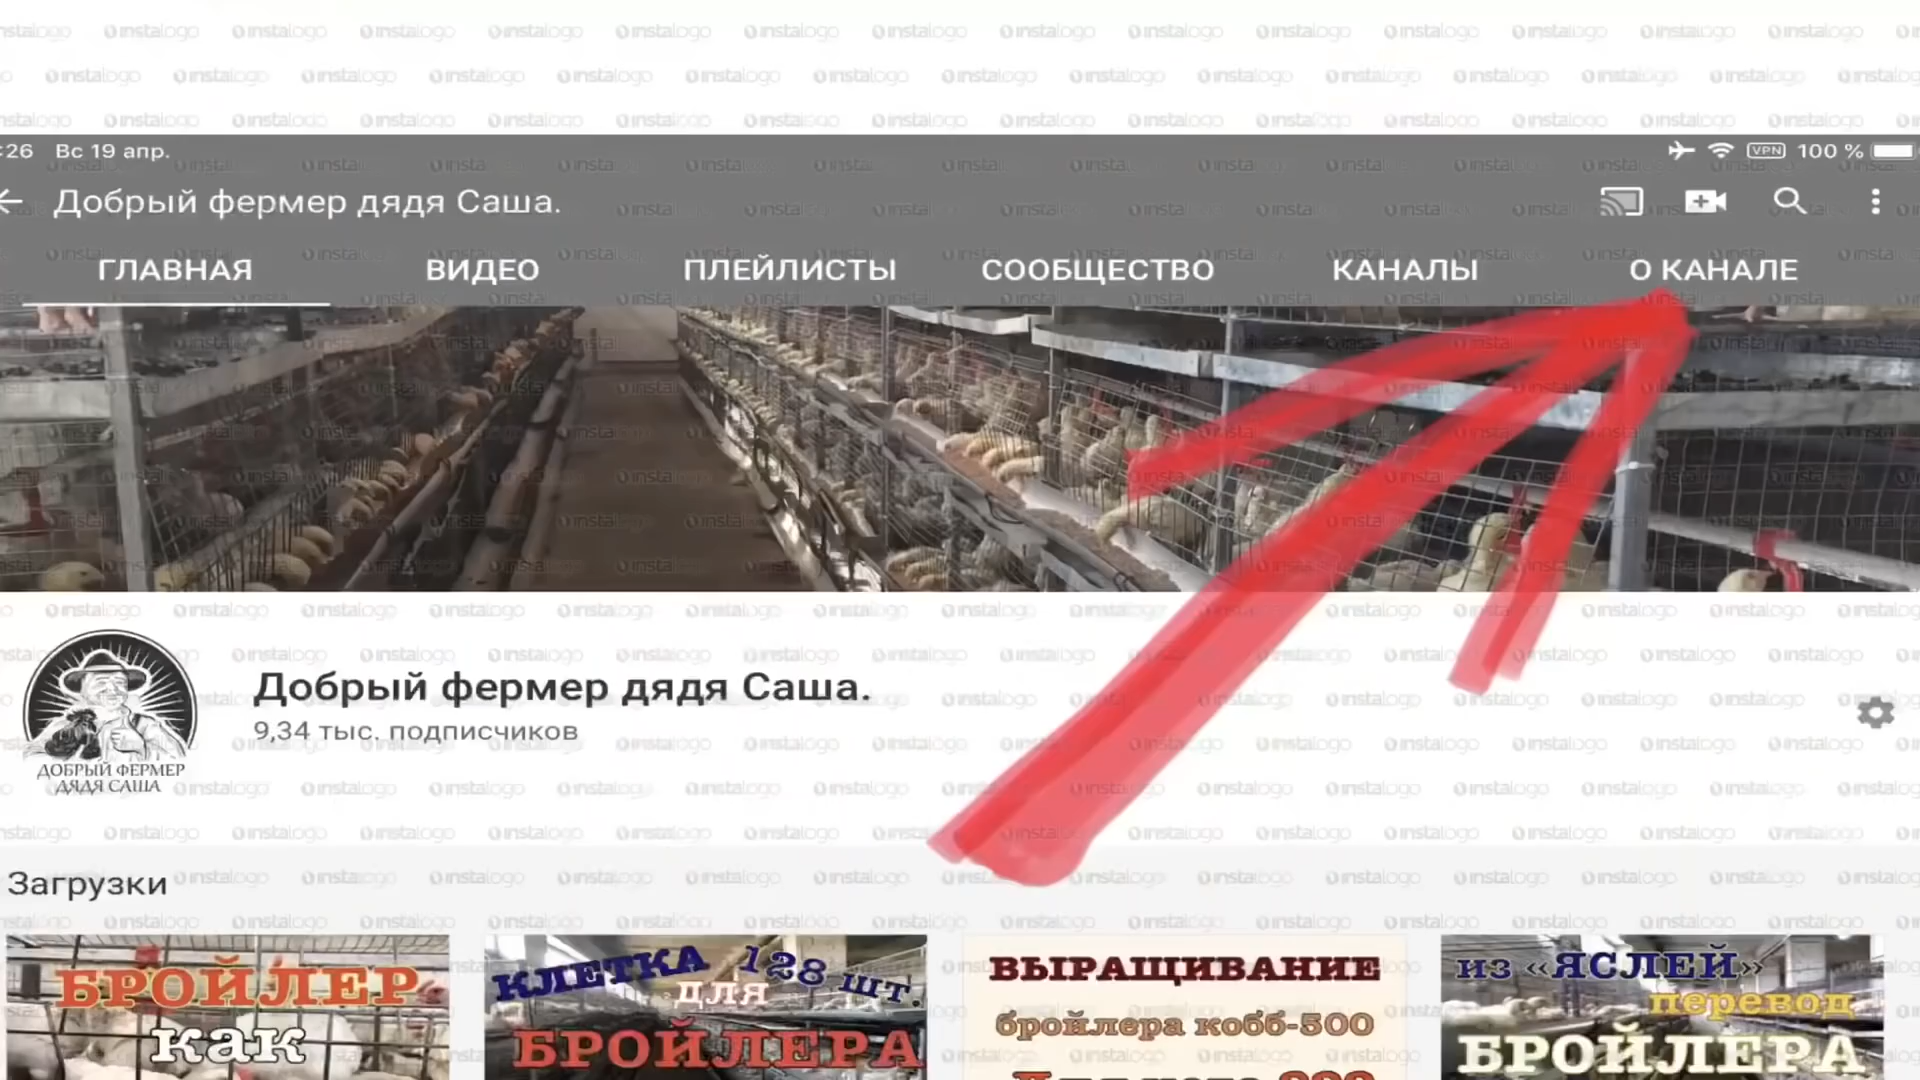 :26 Вс 19 апр.
VPN 100 %
Добрый фермер дядя Саша.
ГЛАВНАЯ ВИДЕО ПЛЕЙЛИСТЫ СООБЩЕСТВО КАНАЛЫ О КАНАЛЕ
ДОБРЫЙ ФЕРМЕР
ДЯДЯ САША
Добрый фермер дядя Саша.
9,34 тыс. подписчиков
Загрузки
БРОЙЛЕР
как
КЛЕТКА 128 шт.
для
БРОЙЛЕРА
ВЫРАЩИВАНИЕ
бройлера кобб-500
из «ЯСЛЕЙ»
перевод
БРОЙЛЕРА
instalogo